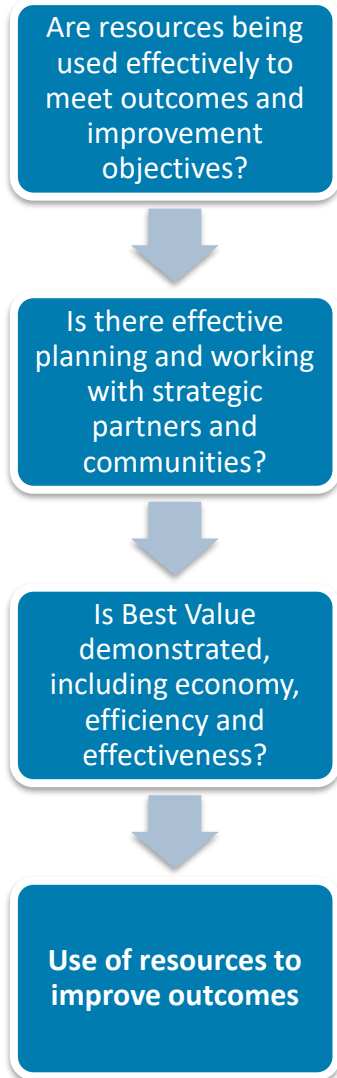 Are resources being
used effectively to
meet outcomes and
improvement
objectives?
Is there effective
planning and working
with strategic
partners and
communities?
Is Best Value
demonstrated,
including economy,
efficiency and
effectiveness?
Use of resources to
improve outcomes